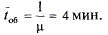 t̄об = 1/μ = 4 мин.